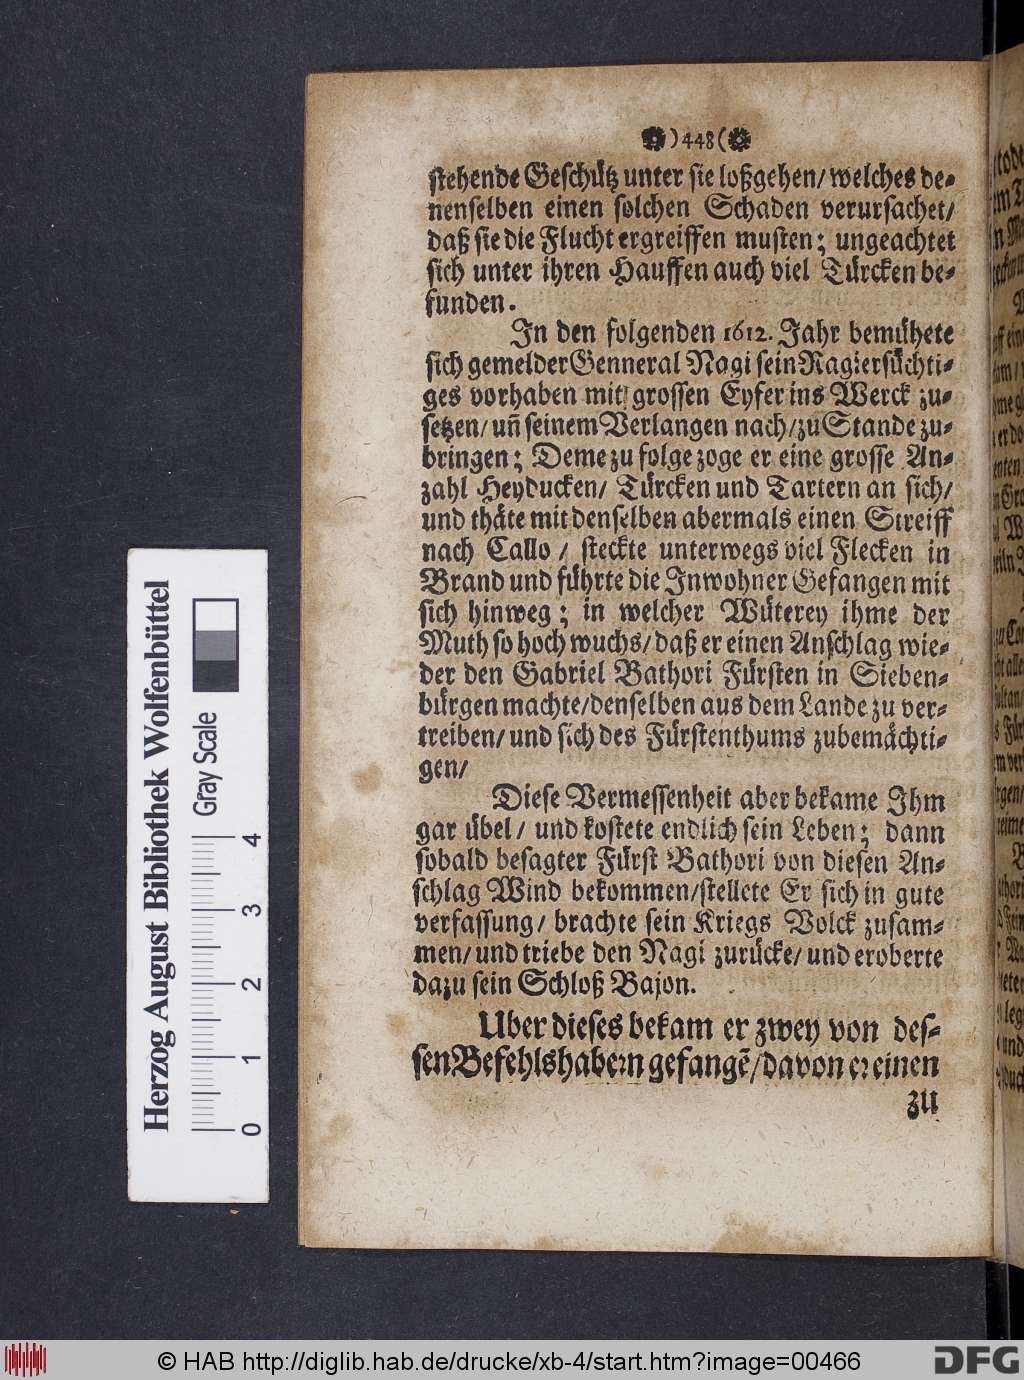 )448(
stehende Geschütz unter sie loßgehen/ welches de-
nenselben einen solchen Schaden verursachet/
daß sie die Flucht ergreiffen musten; ungeachtet
sich unter ihren Hauffen auch viel Türcken be-
funden.
In den folgenden 1612. Jahr bemühete
sich gemelder Genneral Nagi sein Ragiersüchti-
ges vorhaben mit grossen Eyfer ins Werck zu-
setzen/ uñ seinem Verlangen nach/ zu Stande zu-
bringen; Deme zu folge zoge er eine grosse An-
zahl Heyducken/ Türcken und Tartern an sich/
und thäte mit denselben abermals einen Streiff
nach Callo / steckte unterwegs viel Flecken in
Brand und führte die Inwohner Gefangen mit
sich hinweg; in welcher Wüterey ihme der
Muth so hoch wuchs/ daß er einen Anschlag wie-
der den Gabriel Bathori Fürsten in Sieben-
bürgen machte/ denselben aus dem Lande zu ver-
treiben/ und sich des Fürstenthums zubemächti-
gen/
Diese Vermessenheit aber bekame Ihm
gar übel/ und kostete endlich sein Leben; dann
sobald besagter Fürst Bathori von diesen An-
schlag Wind bekommen/ stellete Er sich in gute
verfassung/ brachte sein Kriegs Volck zusam-
men/ und triebe den Nagi zurücke/ und eroberte
dazu sein Schloß Bajon.
Uber dieses bekam er zwey von des-
sen Befehlshabern gefangē/ davon er einen
zu
Herzog August Bibliothek Wolfenbüttel
Gray Scale
0 1 2 3 4
© HAB http://diglib.hab.de/drucke/xb-4/start.htm?image=00466
DFG